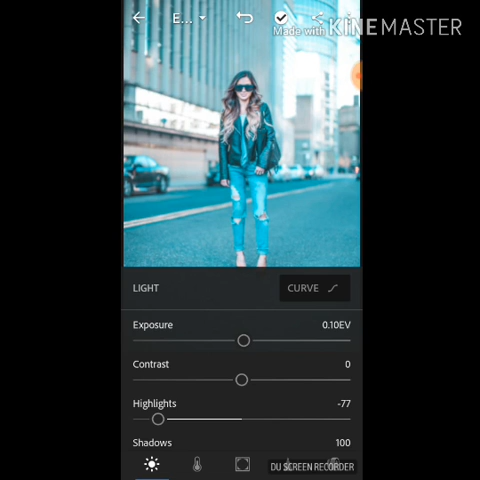 E...
Made with KINEMASTER
LIGHT
CURVE
Exposure
0.10EV
Contrast
0
Highlights
-77
Shadows
100
DU SCREEN RECORDER